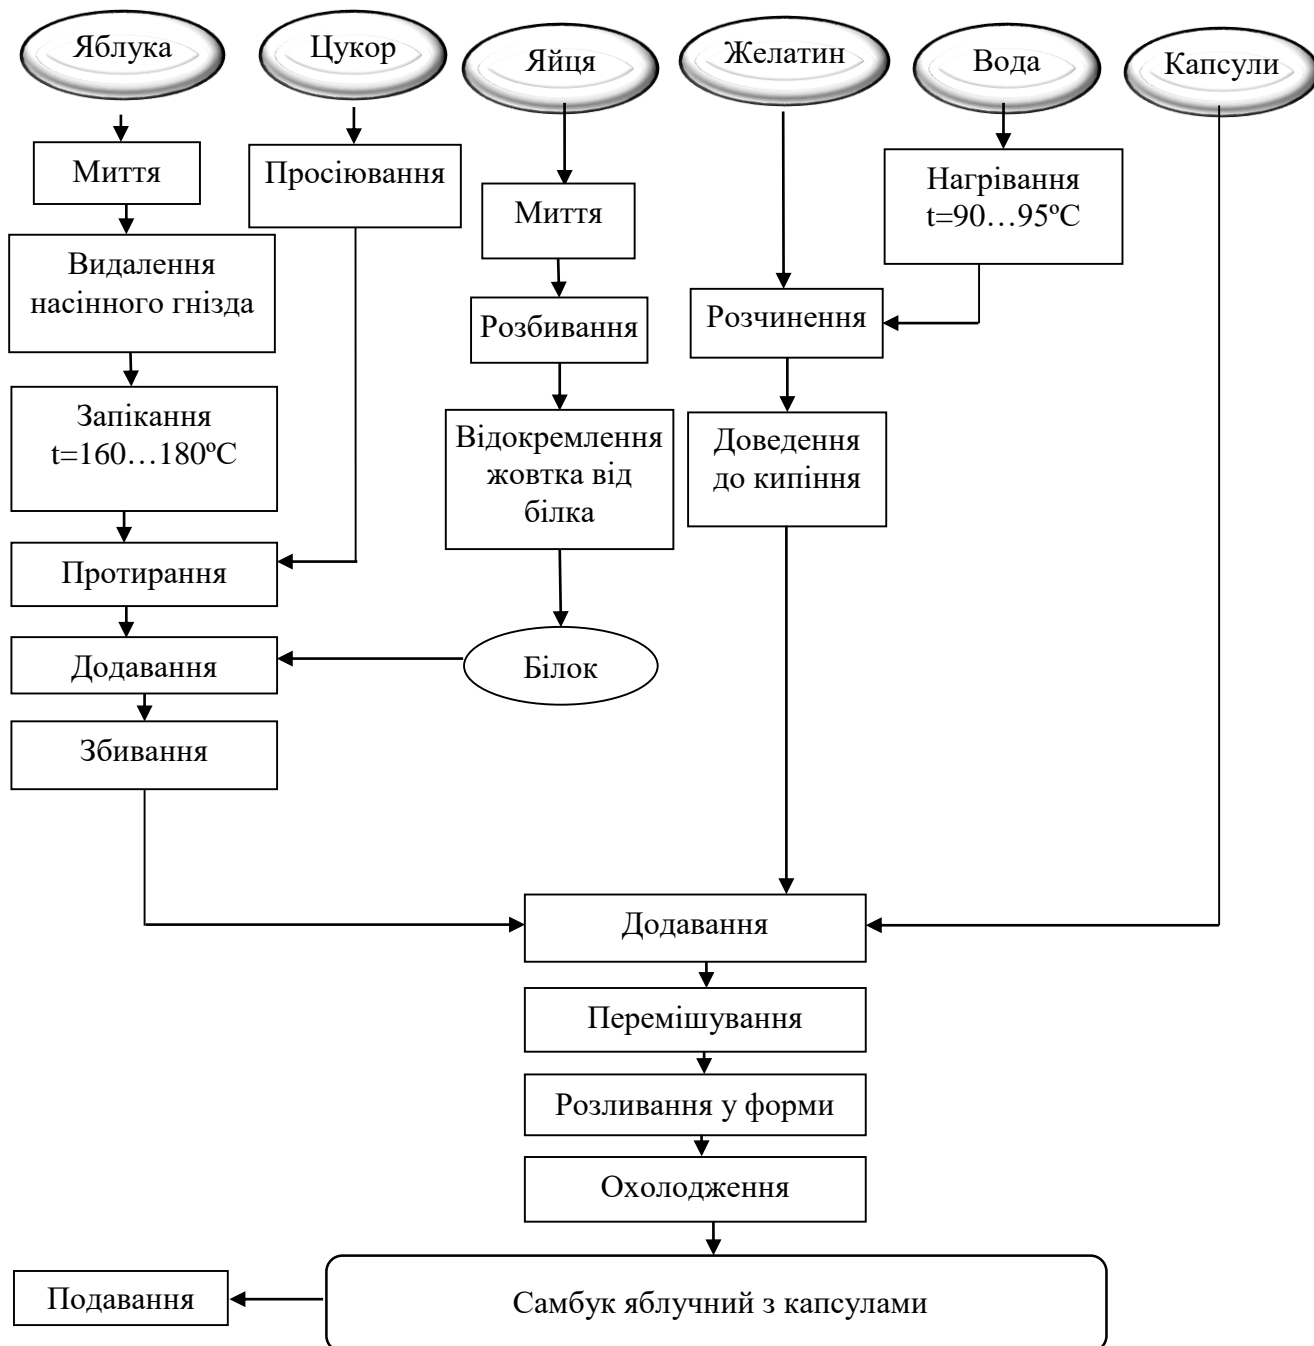 Яблука
Цукор
Яйця
Желатин
Вода
Капсули
Миття
Просіювання
Миття
Нагрівання
t=90…95ºС
Видалення
насінного гнізда
Розбивання
Розчинення
Запікання
t=160…180ºС
Відокремлення
жовтка від
білка
Доведення
до кипіння
Протирання
Додавання
Білок
Збивання
Додавання
Перемішування
Розливання у форми
Охолодження
Подавання
Самбук яблучний з капсулами